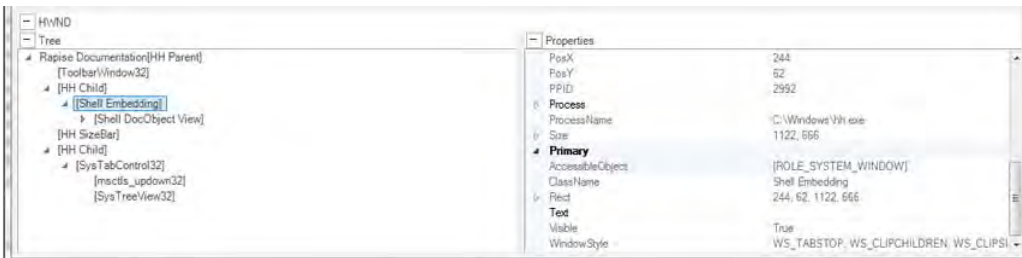 HWND
Tree
Rapise Documentation[HH Parent]
[ToolbarWindow32]
[HH Child]
[Shell Embedding]
[Shell DocObject View]
[HH SizeBar]
[HH Child]
[SysTabControl32]
[msctls_updown32]
[SysTreeView32]
Properties
PosX 244
PosY 62
PPID 2992
Process
ProcessName C:\Windows\hh.exe
Size 1122, 666
Primary
AccessibleObject [ROLE_SYSTEM_WINDOW]
ClassName Shell Embedding
Rect 244, 62, 1122, 666
Text
Visible True
WindowStyle WS_TABSTOP, WS_CLIPCHILDREN, WS_CLIPSI